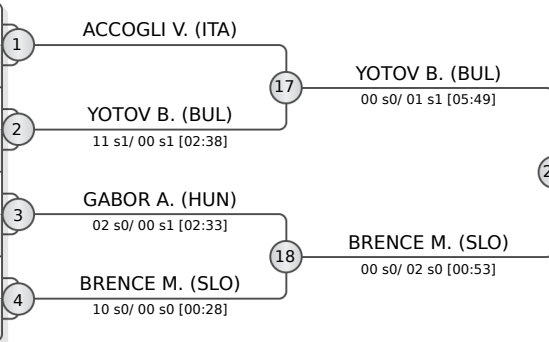 1
ACCOGLI V. (ITA)
17
YOTOV B. (BUL)
00 s0/ 01 s1 [05:49]
2
YOTOV B. (BUL)
11 s1/ 00 s1 [02:38]
3
GABOR A. (HUN)
02 s0/ 00 s1 [02:33]
18
BRENCE M. (SLO)
00 s0/ 02 s0 [00:53]
4
BRENCE M. (SLO)
10 s0/ 00 s0 [00:28]